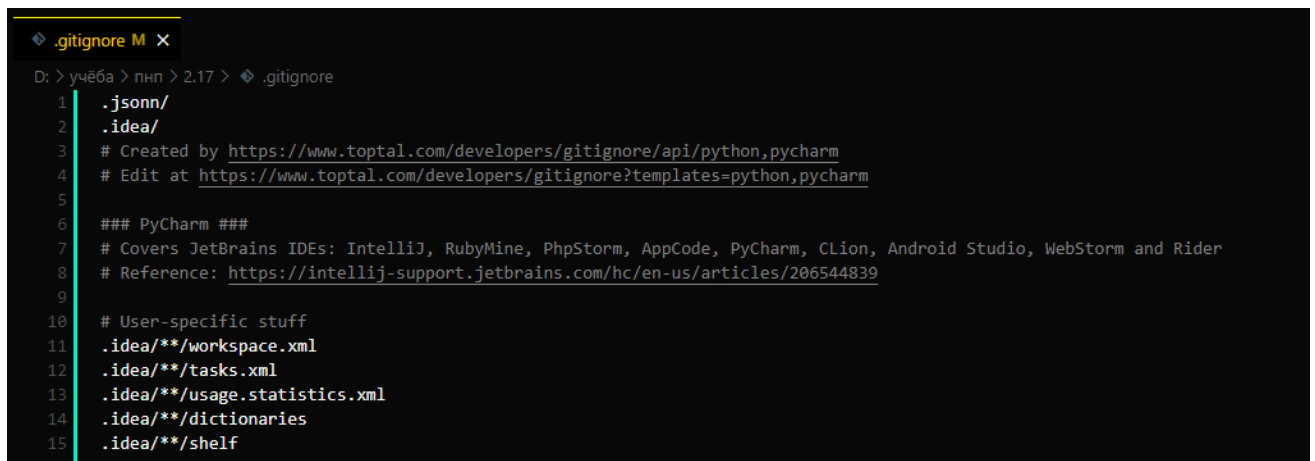 .gitignore M ×
D: > учёба > пнп > 2.17 > .gitignore
1 .jsonn/
2 .idea/
3 # Created by https://www.toptal.com/developers/gitignore/api/python,pycharm
4 # Edit at https://www.toptal.com/developers/gitignore?templates=python,pycharm
5
6 ### PyCharm ###
7 # Covers JetBrains IDEs: IntelliJ, RubyMine, PhpStorm, AppCode, PyCharm, CLion, Android Studio, WebStorm and Rider
8 # Reference: https://intellij-support.jetbrains.com/hc/en-us/articles/206544839
9
10 # User-specific stuff
11 .idea/**/workspace.xml
12 .idea/**/tasks.xml
13 .idea/**/usage.statistics.xml
14 .idea/**/dictionaries
15 .idea/**/shelf